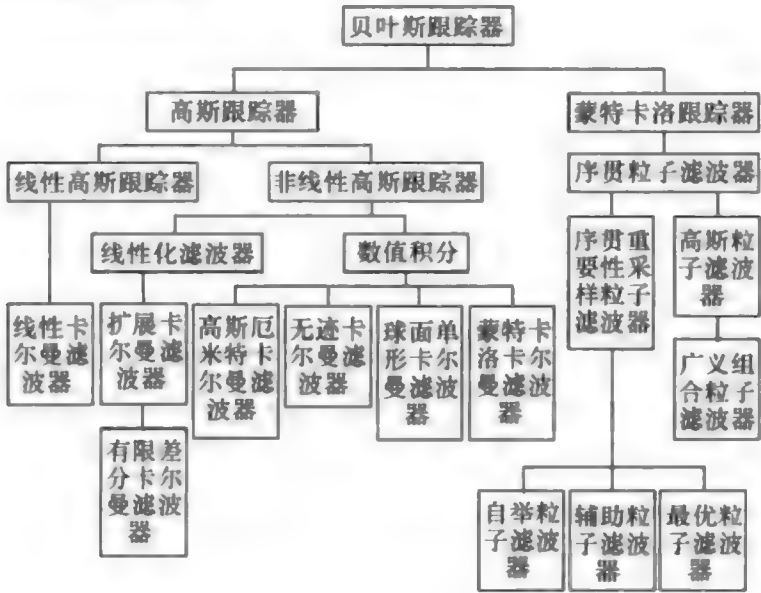 贝叶斯跟踪器
高斯跟踪器
蒙特卡洛跟踪器
线性高斯跟踪器
非线性高斯跟踪器
序贯粒子滤波器
线性化滤波器
数值积分
序贯重
要性采
样粒子
滤波器
高斯粒
子滤波
器
线性卡
尔曼滤
波器
扩展卡
尔曼滤
波器
高斯厄
米特卡
尔曼滤
波器
无迹卡
尔曼滤
波器
球面单
形卡尔
曼滤波
器
蒙特卡
洛卡尔
曼滤波
器
广义组
合粒子
滤波器
有限差
分卡尔
曼滤波
器
自举粒
子滤波
器
辅助粒
子滤波
器
最优粒
子滤波
器